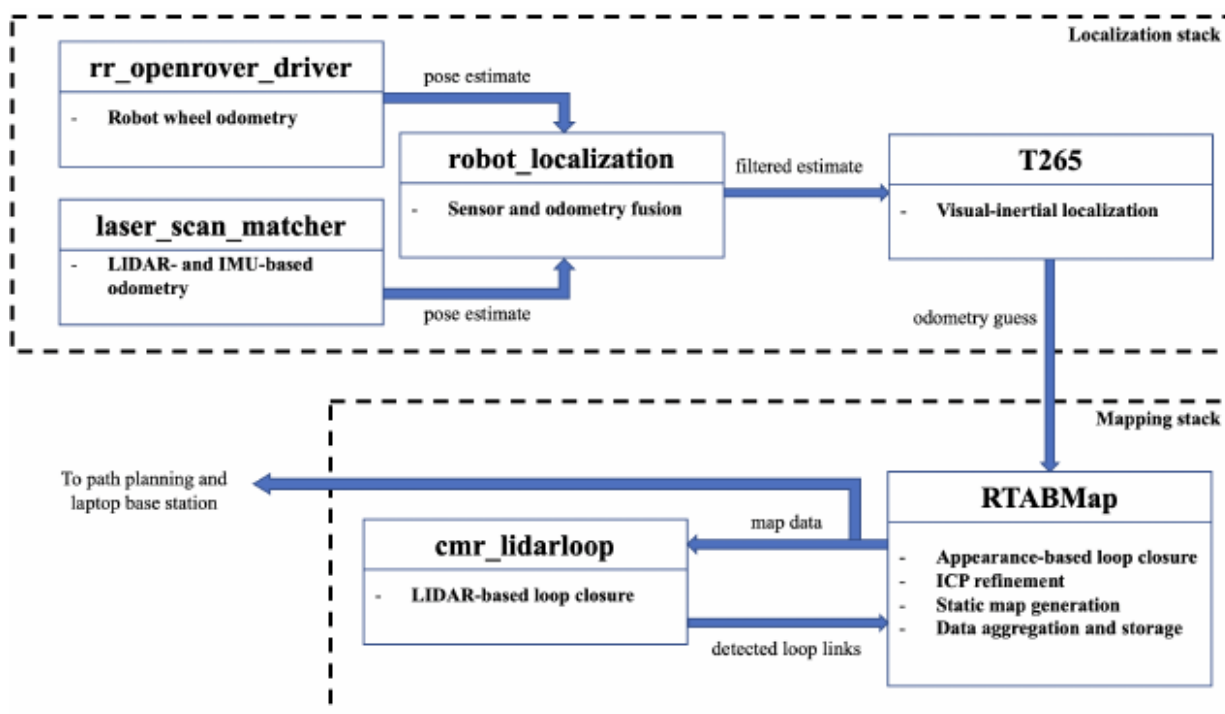 Localization stack
rr_openrover_driver
- Robot wheel odometry
pose estimate
laser_scan_matcher
- LIDAR- and IMU-based
odometry
pose estimate
robot_localization
- Sensor and odometry fusion
filtered estimate
T265
- Visual-inertial localization
odometry guess
Mapping stack
To path planning and
laptop base station
RTABMap
- Appearance-based loop closure
- ICP refinement
- Static map generation
- Data aggregation and storage
map data
cmr_lidarloop
- LIDAR-based loop closure
detected loop links